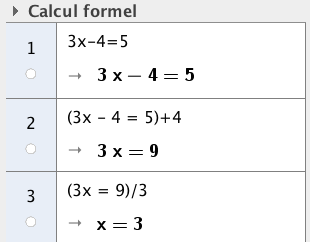 Calcul formel
1
3x-4=5
→ 3 x − 4 = 5
2
(3x - 4 = 5)+4
→ 3 x = 9
3
(3x = 9)/3
→ x = 3